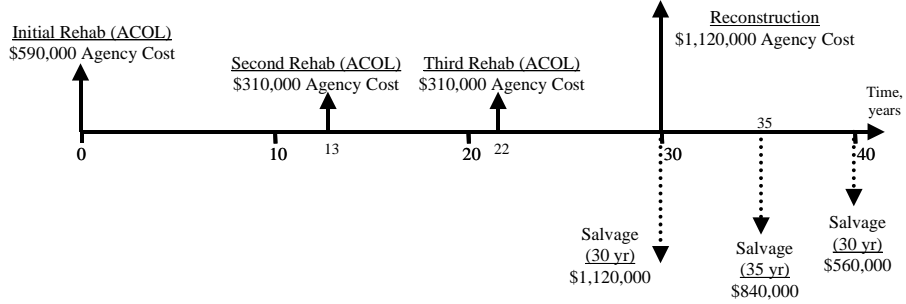 Initial Rehab (ACOL)
$590,000 Agency Cost
Second Rehab (ACOL)
$310,000 Agency Cost
Third Rehab (ACOL)
$310,000 Agency Cost
Reconstruction
$1,120,000 Agency Cost
Time,
years
0
10
13
20
22
30
35
40
Salvage
(30 yr)
$1,120,000
Salvage
(35 yr)
$840,000
Salvage
(30 yr)
$560,000